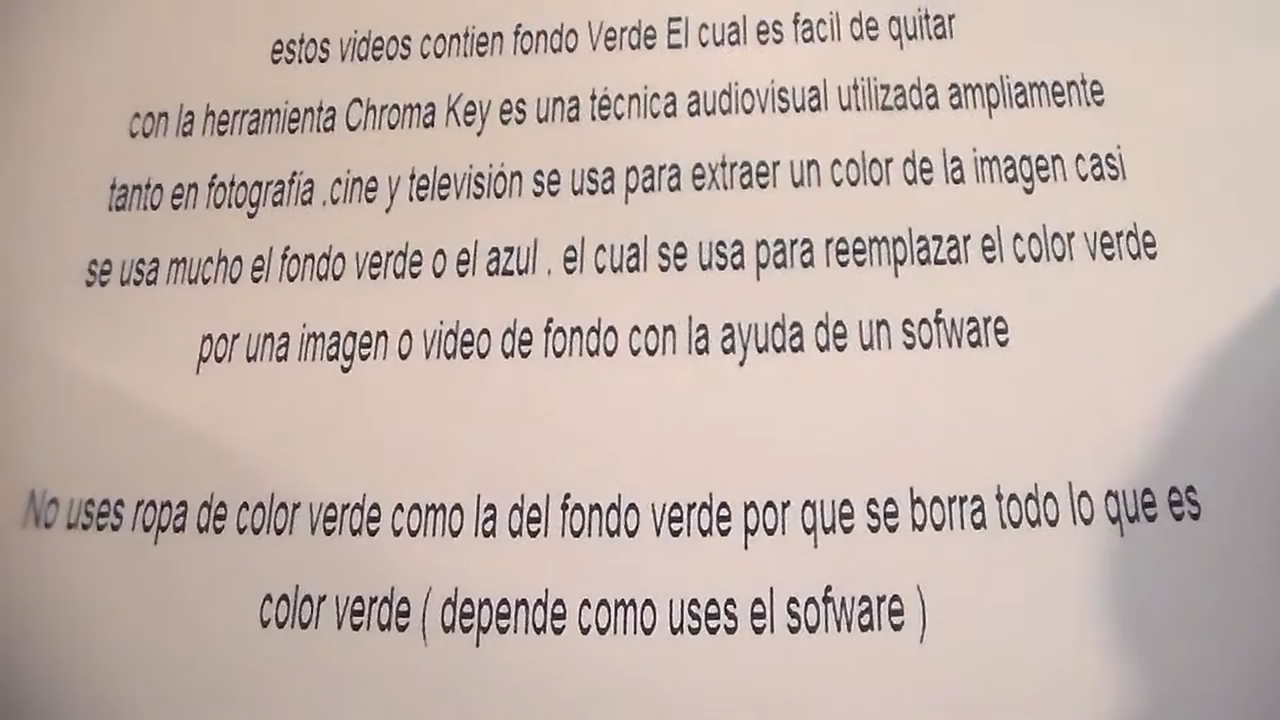 estos videos contien fondo Verde El cual es facil de quitar
con la herramienta Chroma Key es una técnica audiovisual utilizada ampliamente
tanto en fotografía .cine y televisión se usa para extraer un color de la imagen casi
se usa mucho el fondo verde o el azul . el cual se usa para reemplazar el color verde
por una imagen o video de fondo con la ayuda de un sofware
No uses ropa de color verde como la del fondo verde por que se borra todo lo que es
color verde ( depende como uses el sofware )